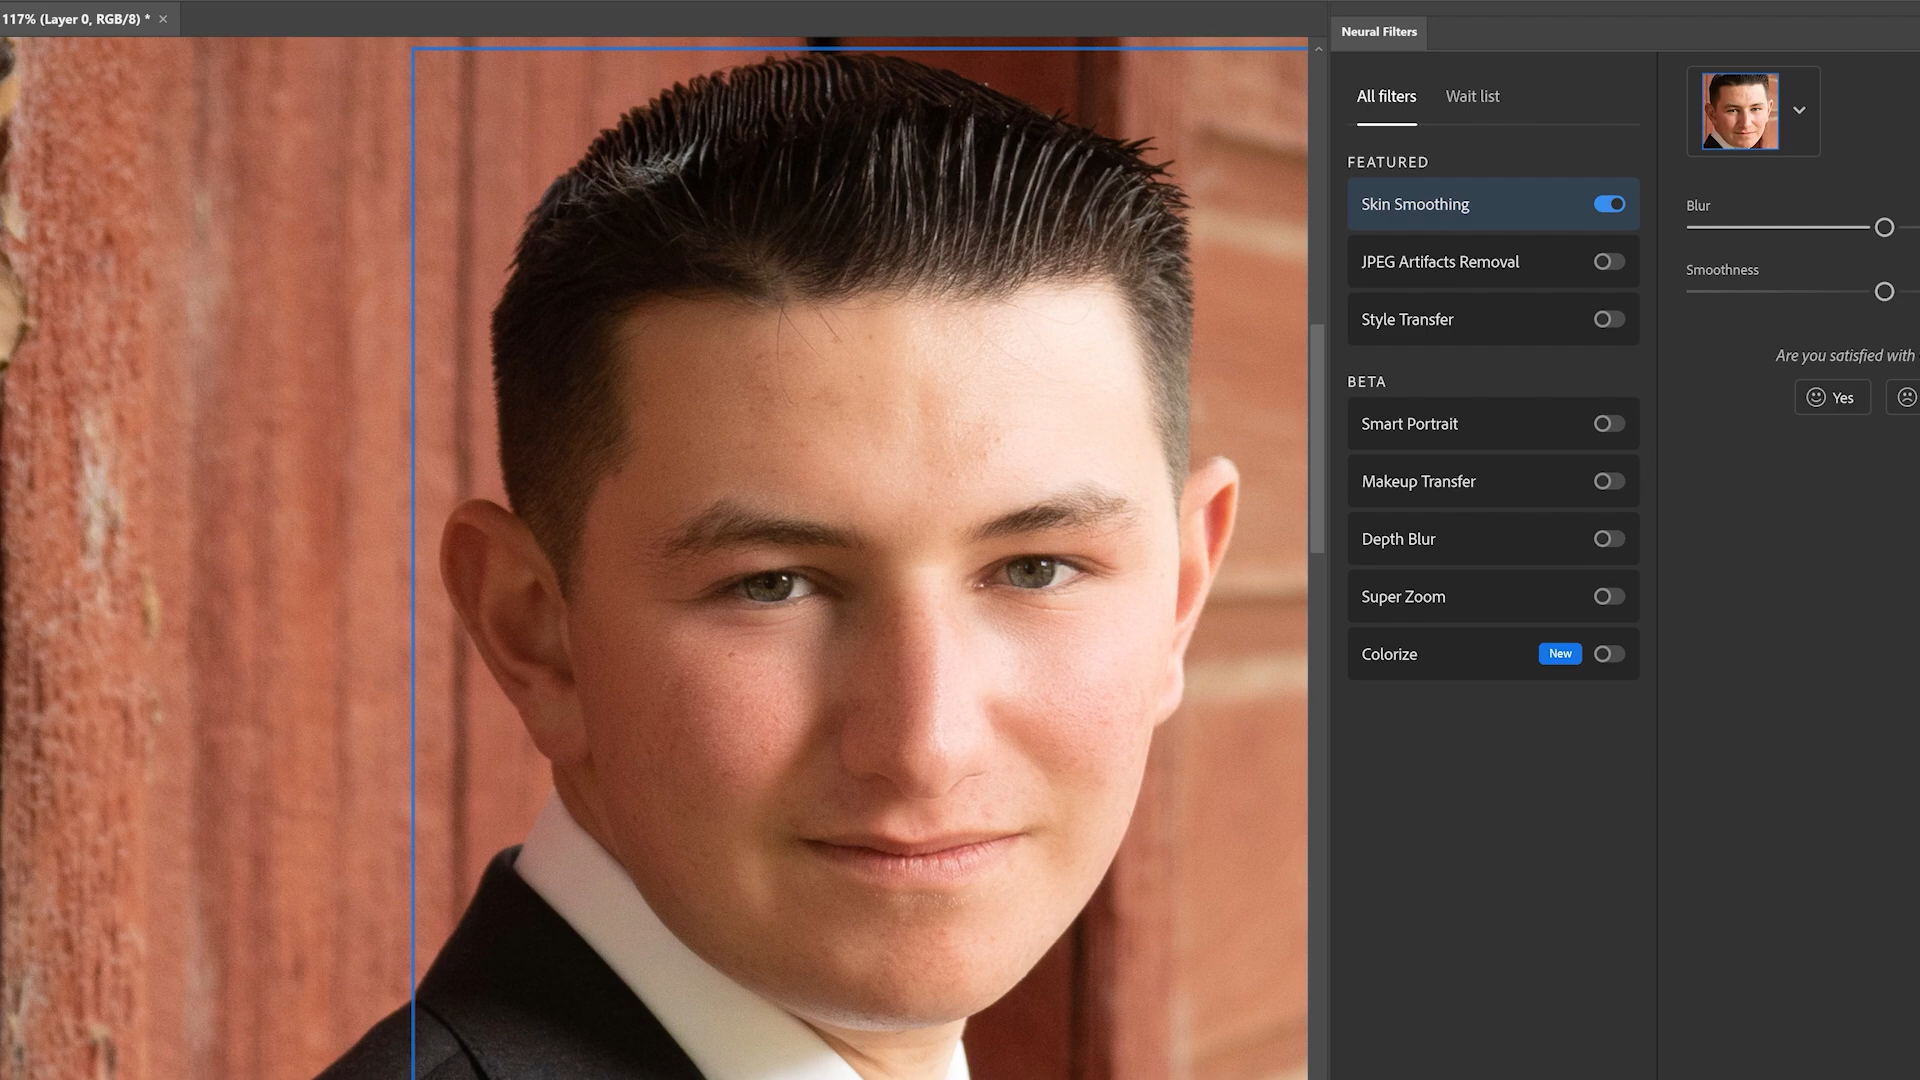 117% (Layer 0, RGB/8) *
Neural Filters
All filters
Wait list
FEATURED
Skin Smoothing
JPEG Artifacts Removal
Style Transfer
BETA
Smart Portrait
Makeup Transfer
Depth Blur
Super Zoom
Colorize
New
Blur
Smoothness
Are you satisfied with
Yes